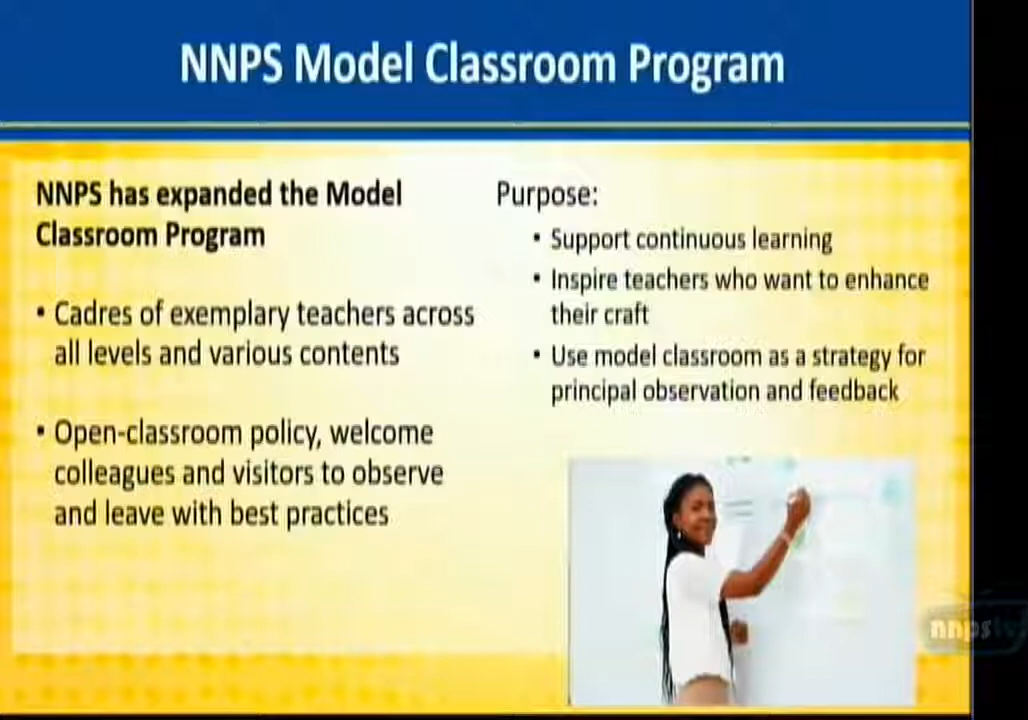 NNPS Model Classroom Program
NNPS has expanded the Model
Classroom Program
• Cadres of exemplary teachers across
all levels and various contents
• Open-classroom policy, welcome
colleagues and visitors to observe
and leave with best practices
Purpose:
• Support continuous learning
• Inspire teachers who want to enhance
their craft
• Use model classroom as a strategy for
principal observation and feedback
nnpstv